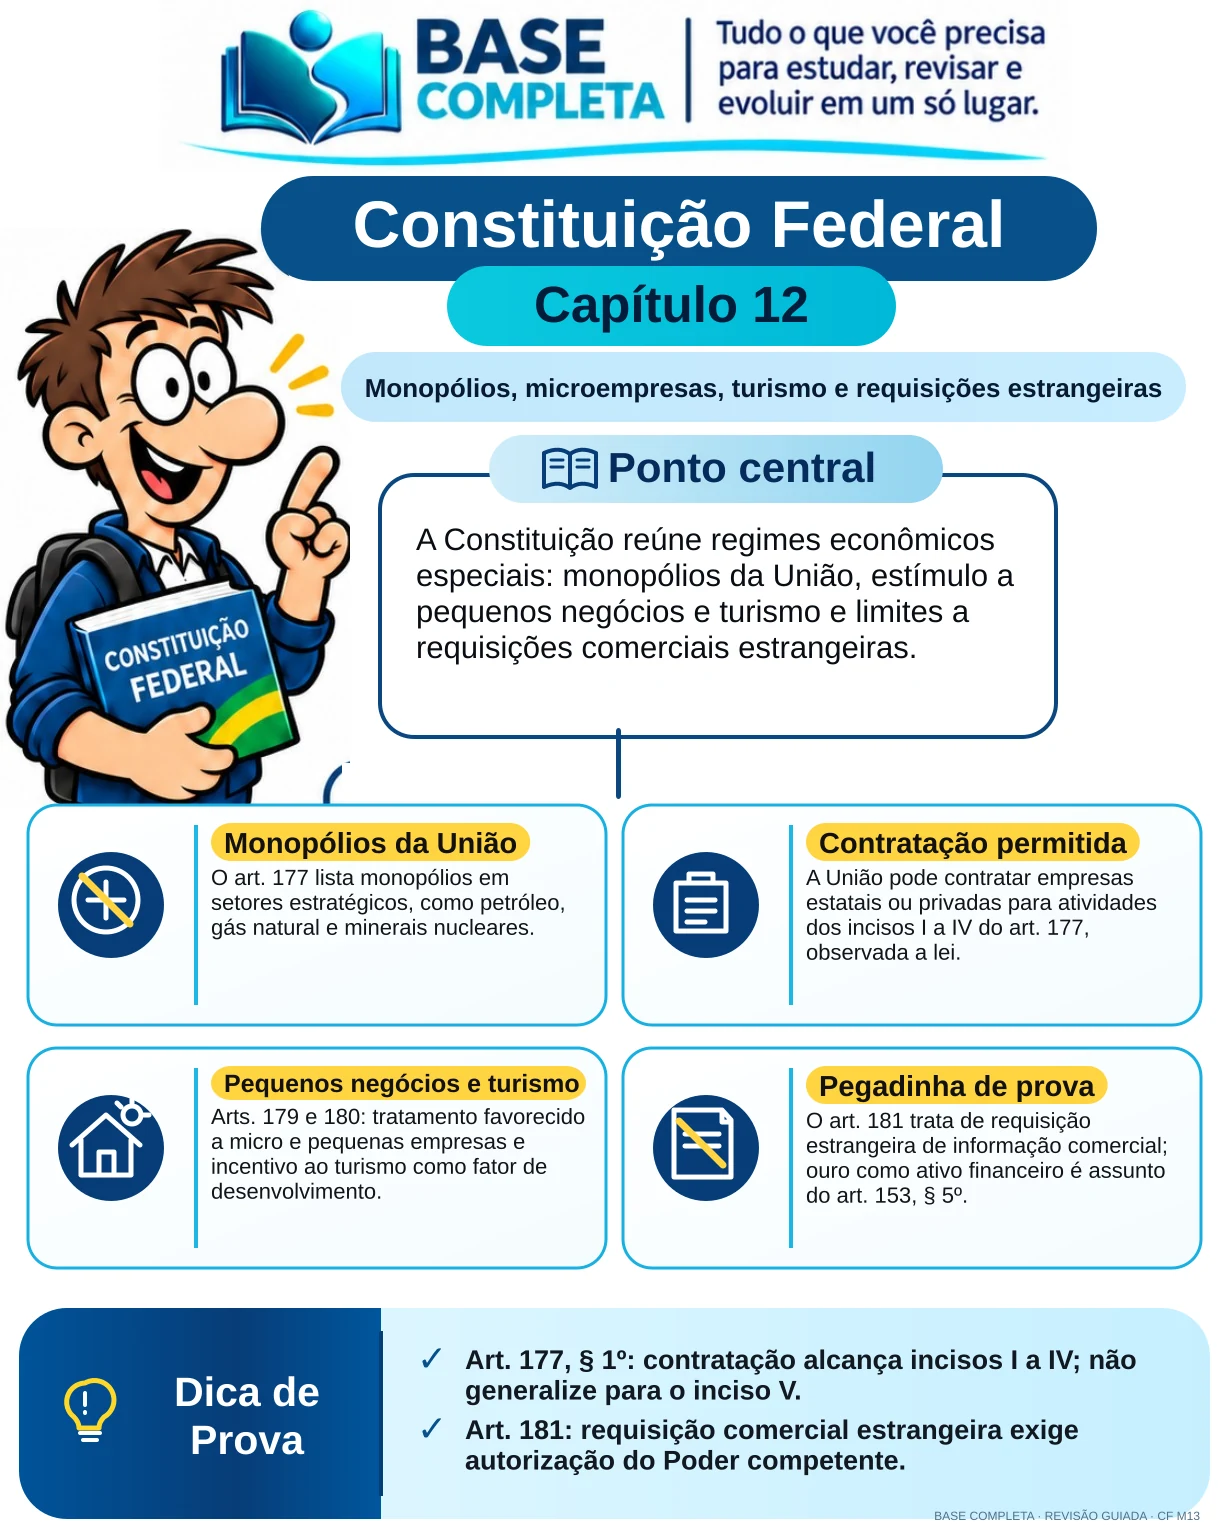 BASE
COMPLETA
Tudo o que você precisa
para estudar, revisar e
evoluir em um só lugar.
Constituição Federal
Capítulo 12
Monopólios, microempresas, turismo e requisições estrangeiras
Ponto central
A Constituição reúne regimes econômicos
especiais: monopólios da União, estímulo a
pequenos negócios e turismo e limites a
requisições comerciais estrangeiras.
CONSTITUIÇÃO
FEDERAL
Monopólios da União
O art. 177 lista monopólios em
setores estratégicos, como petróleo,
gás natural e minerais nucleares.
Contratação permitida
A União pode contratar empresas
estatais ou privadas para atividades
dos incisos I a IV do art. 177,
observada a lei.
Pequenos negócios e turismo
Arts. 179 e 180: tratamento favorecido
a micro e pequenas empresas e
incentivo ao turismo como fator de
desenvolvimento.
Pegadinha de prova
O art. 181 trata de requisição
estrangeira de informação comercial;
ouro como ativo financeiro é assunto
do art. 153, § 5º.
Dica de
Prova
✓ Art. 177, § 1º: contratação alcança incisos I a IV; não
generalize para o inciso V.
✓ Art. 181: requisição comercial estrangeira exige
autorização do Poder competente.
BASE COMPLETA · REVISÃO GUIADA · CF M13